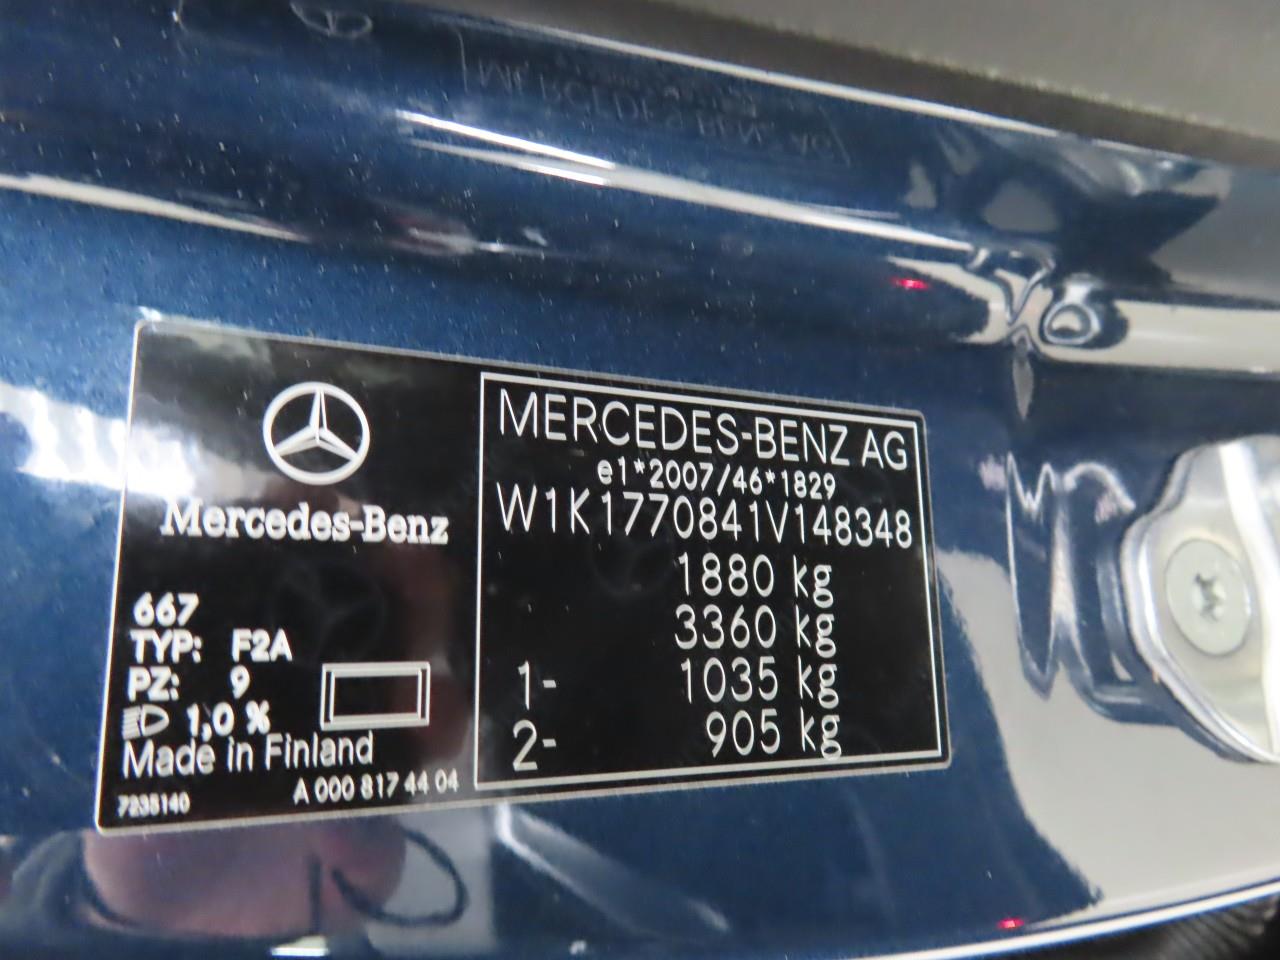 Mercedes-Benz
667
TYP: F2A
PZ: 9
1,0 %
Made in Finland
7235140
A 000 817 44 04
MERCEDES-BENZ AG
e1*2007/46*1829
W1K1770841V148348
1880 kg
3360 kg
1- 1035 kg
2- 905 kg